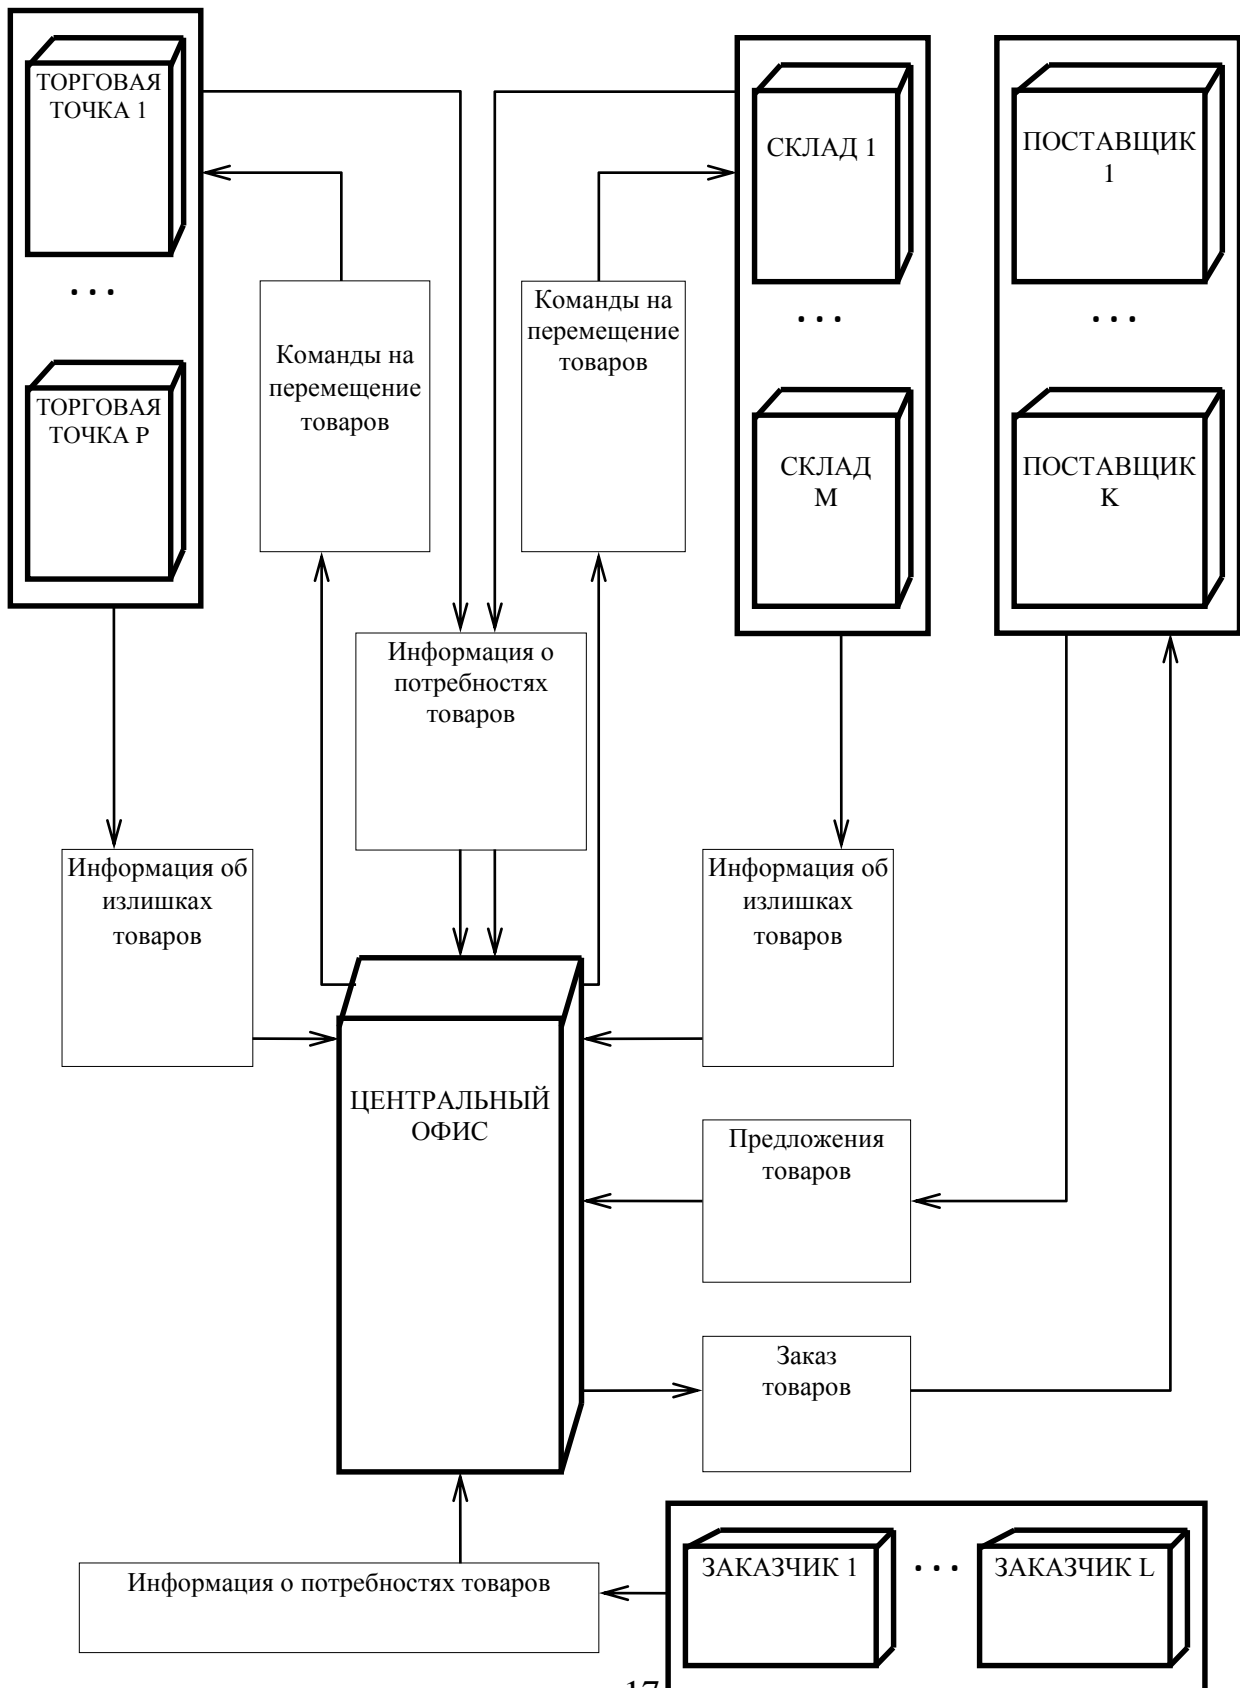 ТОРГОВАЯ
ТОЧКА 1
. . .
ТОРГОВАЯ
ТОЧКА P
Команды на
перемещение
товаров
Команды на
перемещение
товаров
СКЛАД 1
. . .
СКЛАД
M
ПОСТАВЩИК
1
. . .
ПОСТАВЩИК
K
Информация о
потребностях
товаров
Информация об
излишках
товаров
Информация об
излишках
товаров
ЦЕНТРАЛЬНЫЙ
ОФИС
Предложения
товаров
Заказ
товаров
Информация о потребностях товаров
ЗАКАЗЧИК 1
. . .
ЗАКАЗЧИК L
17